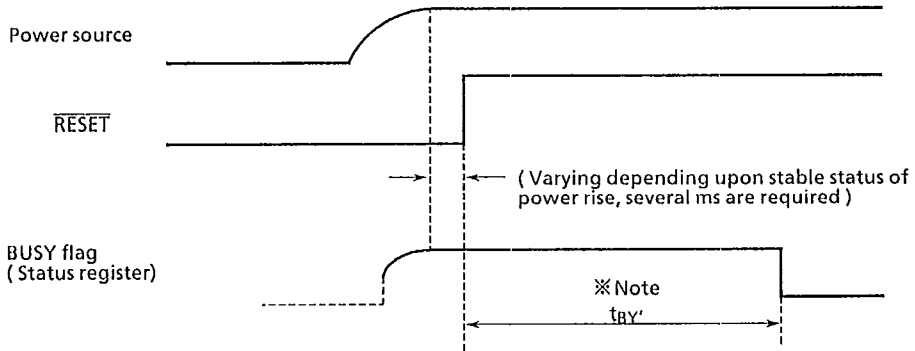 Power source
RESET
( Varying depending upon stable status of
power rise, several ms are required )
BUSY flag
( Status register)
※Note
tBY'